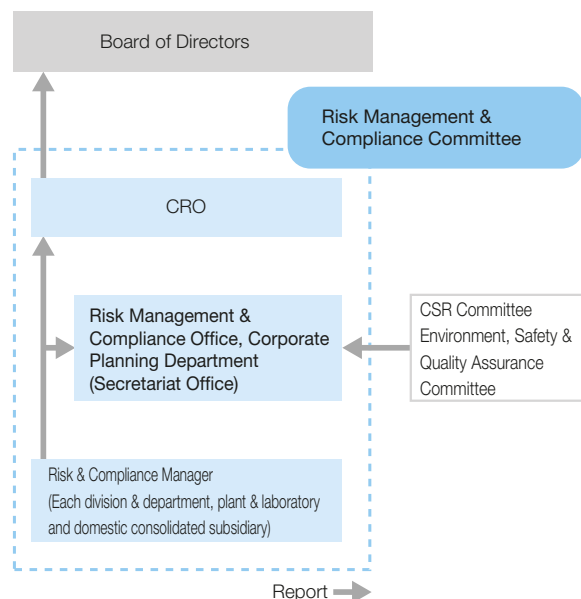 Board of Directors
Risk Management &
Compliance Committee
CRO
Risk Management &
Compliance Office, Corporate
Planning Department
(Secretariat Office)
CSR Committee
Environment, Safety &
Quality Assurance
Committee
Risk & Compliance Manager
(Each division & department, plant & laboratory
and domestic consolidated subsidiary)
Report